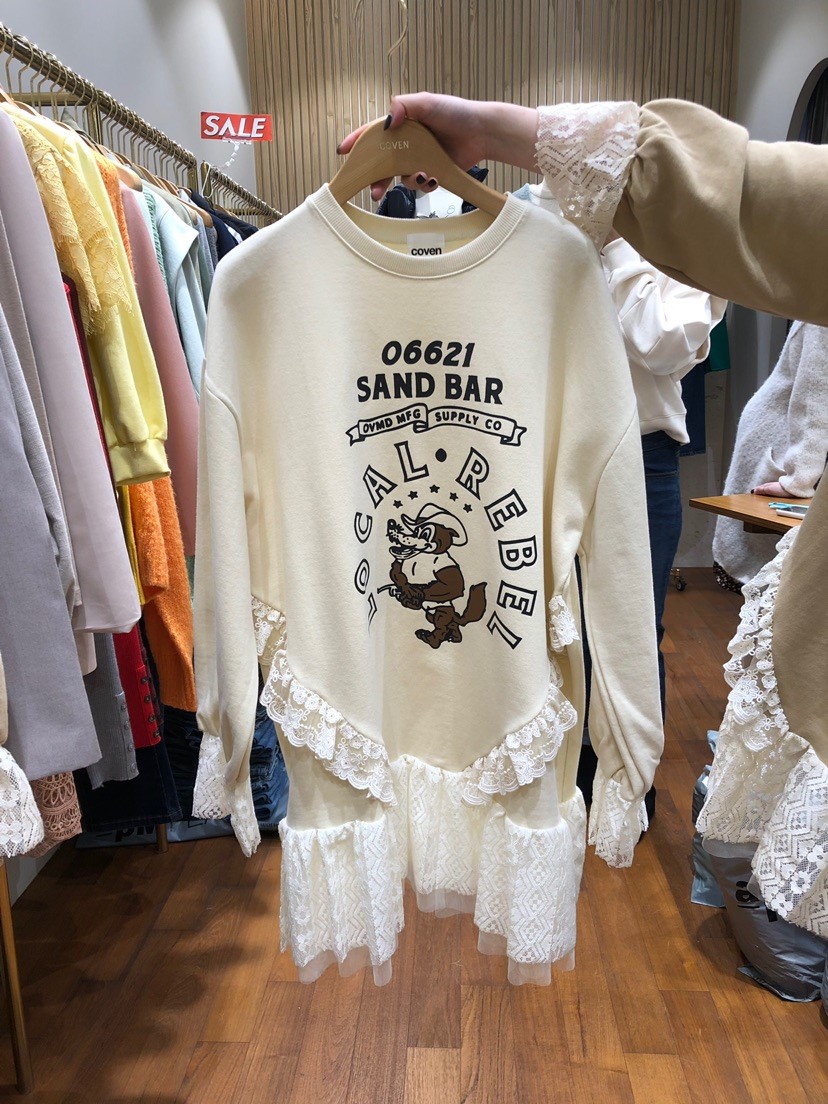 SALE
COVEN
coven
06621
SAND BAR
OVMD MFG SUPPLY CO
LOCAL • REBEL